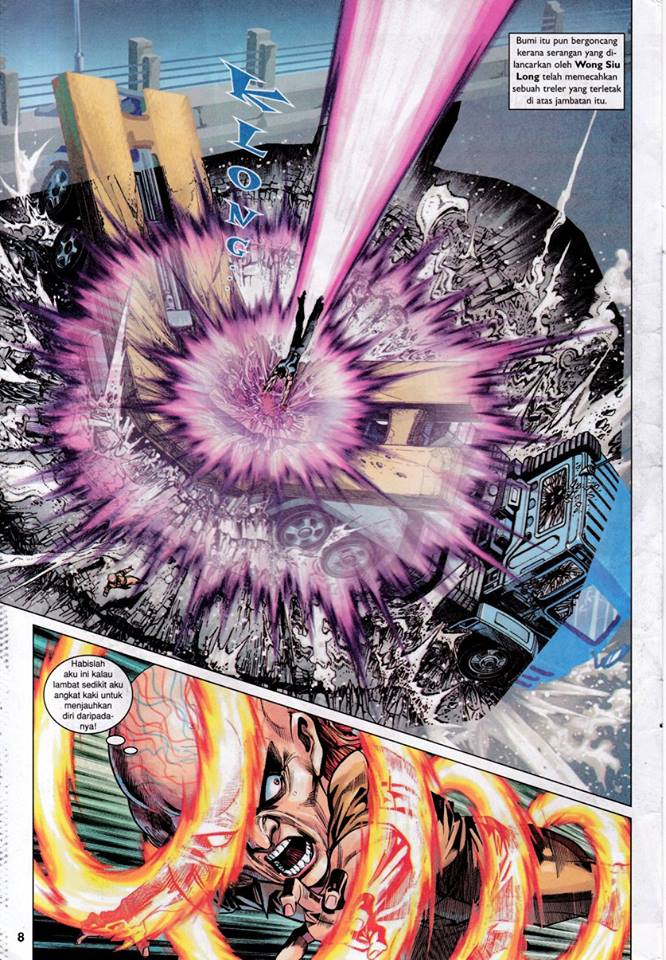 Bumi itu pun bergoncang
kerana serangan yang di-
lancarkan oleh Wong Siu
Long telah memecahkan
sebuah treler yang terletak
di atas jambatan itu.
KLONG...
Habislah
aku ini kalau
lambat sedikit aku
angkat kaki untuk
menjauhkan
diri daripada-
nya!
8